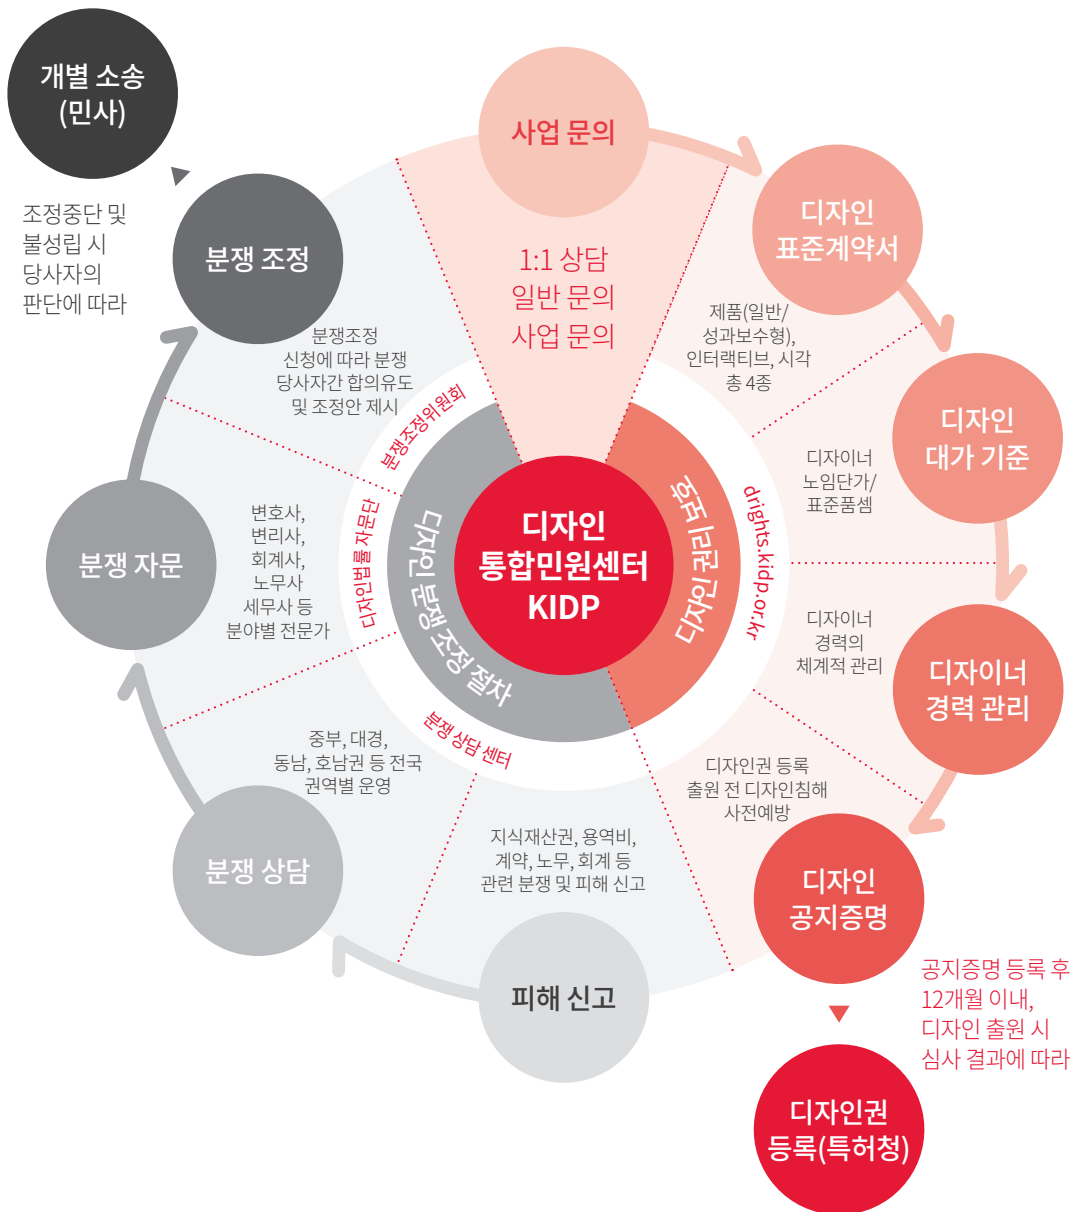 개별 소송
(민사)
조정중단 및
불성립 시
당사자의
판단에 따라
분쟁 조정
분쟁조정
신청에 따라 분쟁
당사자간 합의유도
및 조정안 제시
분쟁 자문
변호사,
변리사,
회계사,
노무사
세무사 등
분야별 전문가
분쟁 상담
중부, 대경,
동남, 호남권 등 전국
권역별 운영
피해 신고
지식재산권, 용역비,
계약, 노무, 회계 등
관련 분쟁 및 피해 신고
사업 문의
1:1 상담
일반 문의
사업 문의
디자인
표준계약서
제품(일반/
성과보수형),
인터랙티브, 시각
총 4종
디자인
대가 기준
디자이너
노임단가/
표준품셈
디자이너
경력 관리
디자이너
경력의
체계적 관리
디자인
공지증명
디자인권 등록
출원 전 디자인침해
사전예방
공지증명 등록 후
12개월 이내,
디자인 출원 시
심사 결과에 따라
디자인권
등록(특허청)
분쟁조정위원회
디자인법률 자문단
분쟁 상담 센터
디자인 분쟁 조정 절차
디자인
통합민원센터
KIDP
디자인 권리 보호
drights.kidp.or.kr